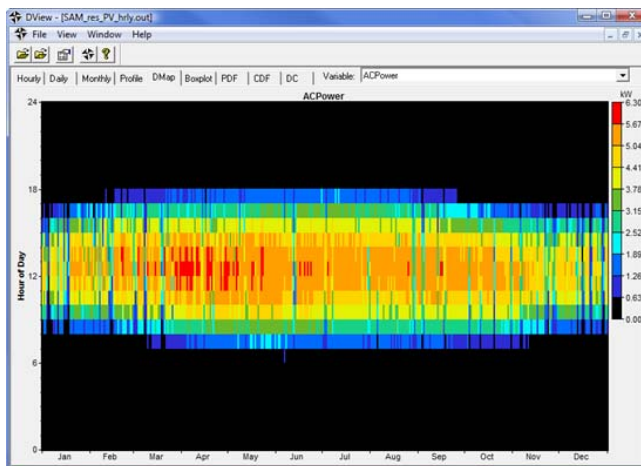 DView - [SAM_res_PV_hrly.out]
File View Window Help
Hourly Daily Monthly Profile DMap Boxplot PDF CDF DC Variable: ACPower
ACPower
kW
24
18
12
6
0
Hour of Day
6.30
5.67
5.04
4.41
3.78
3.15
2.52
1.89
1.26
0.63
0.00
Jan Feb Mar Apr May Jun Jul Aug Sep Oct Nov Dec